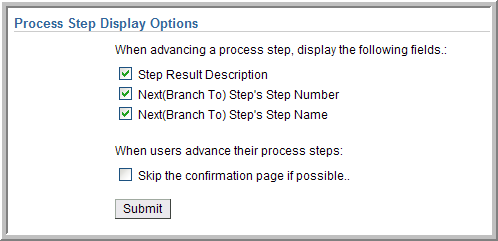 Process Step Display Options
When advancing a process step, display the following fields.:
Step Result Description
Next(Branch To) Step's Step Number
Next(Branch To) Step's Step Name
When users advance their process steps:
Skip the confirmation page if possible..
Submit